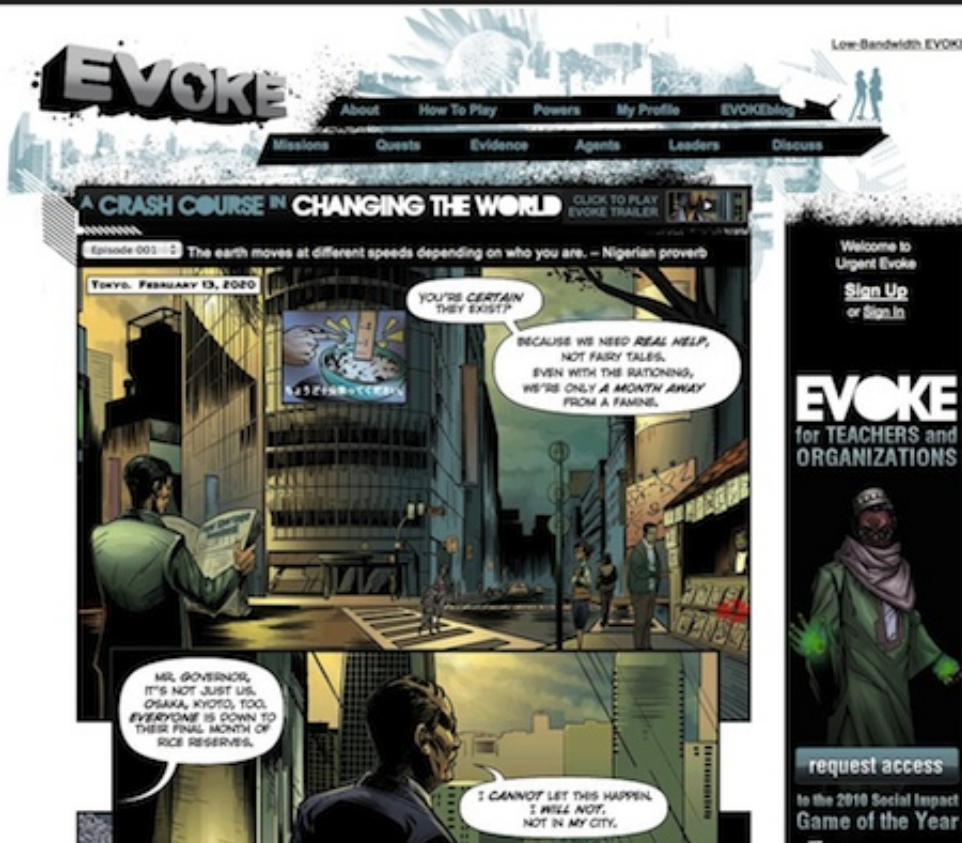 Low-Bandwidth EVOKE
EVOKE
About How To Play Powers My Profile EVOKEblog
Missions Quests Evidence Agents Leaders Discuss
A CRASH COURSE IN CHANGING THE WORLD
CLICK TO PLAY
EVOKE TRAILER
Episode 001
The earth moves at different speeds depending on who you are. – Nigerian proverb
TOKYO. FEBRUARY 13, 2020
YOU'RE CERTAIN
THEY EXIST?
BECAUSE WE NEED REAL HELP,
NOT FAIRY TALES.
EVEN WITH THE RATIONING,
WE'RE ONLY A MONTH AWAY
FROM A FAMINE.
MR. GOVERNOR,
IT'S NOT JUST US.
OSAKA, KYOTO, TOO.
EVERYONE IS DOWN TO
THEIR FINAL MONTH OF
RICE RESERVES.
I CANNOT LET THIS HAPPEN.
I WILL NOT.
NOT IN MY CITY.
Welcome to
Urgent Evoke
Sign Up
or Sign In
EVOKE
for TEACHERS and
ORGANIZATIONS
request access
to the 2010 Social Impact
Game of the Year